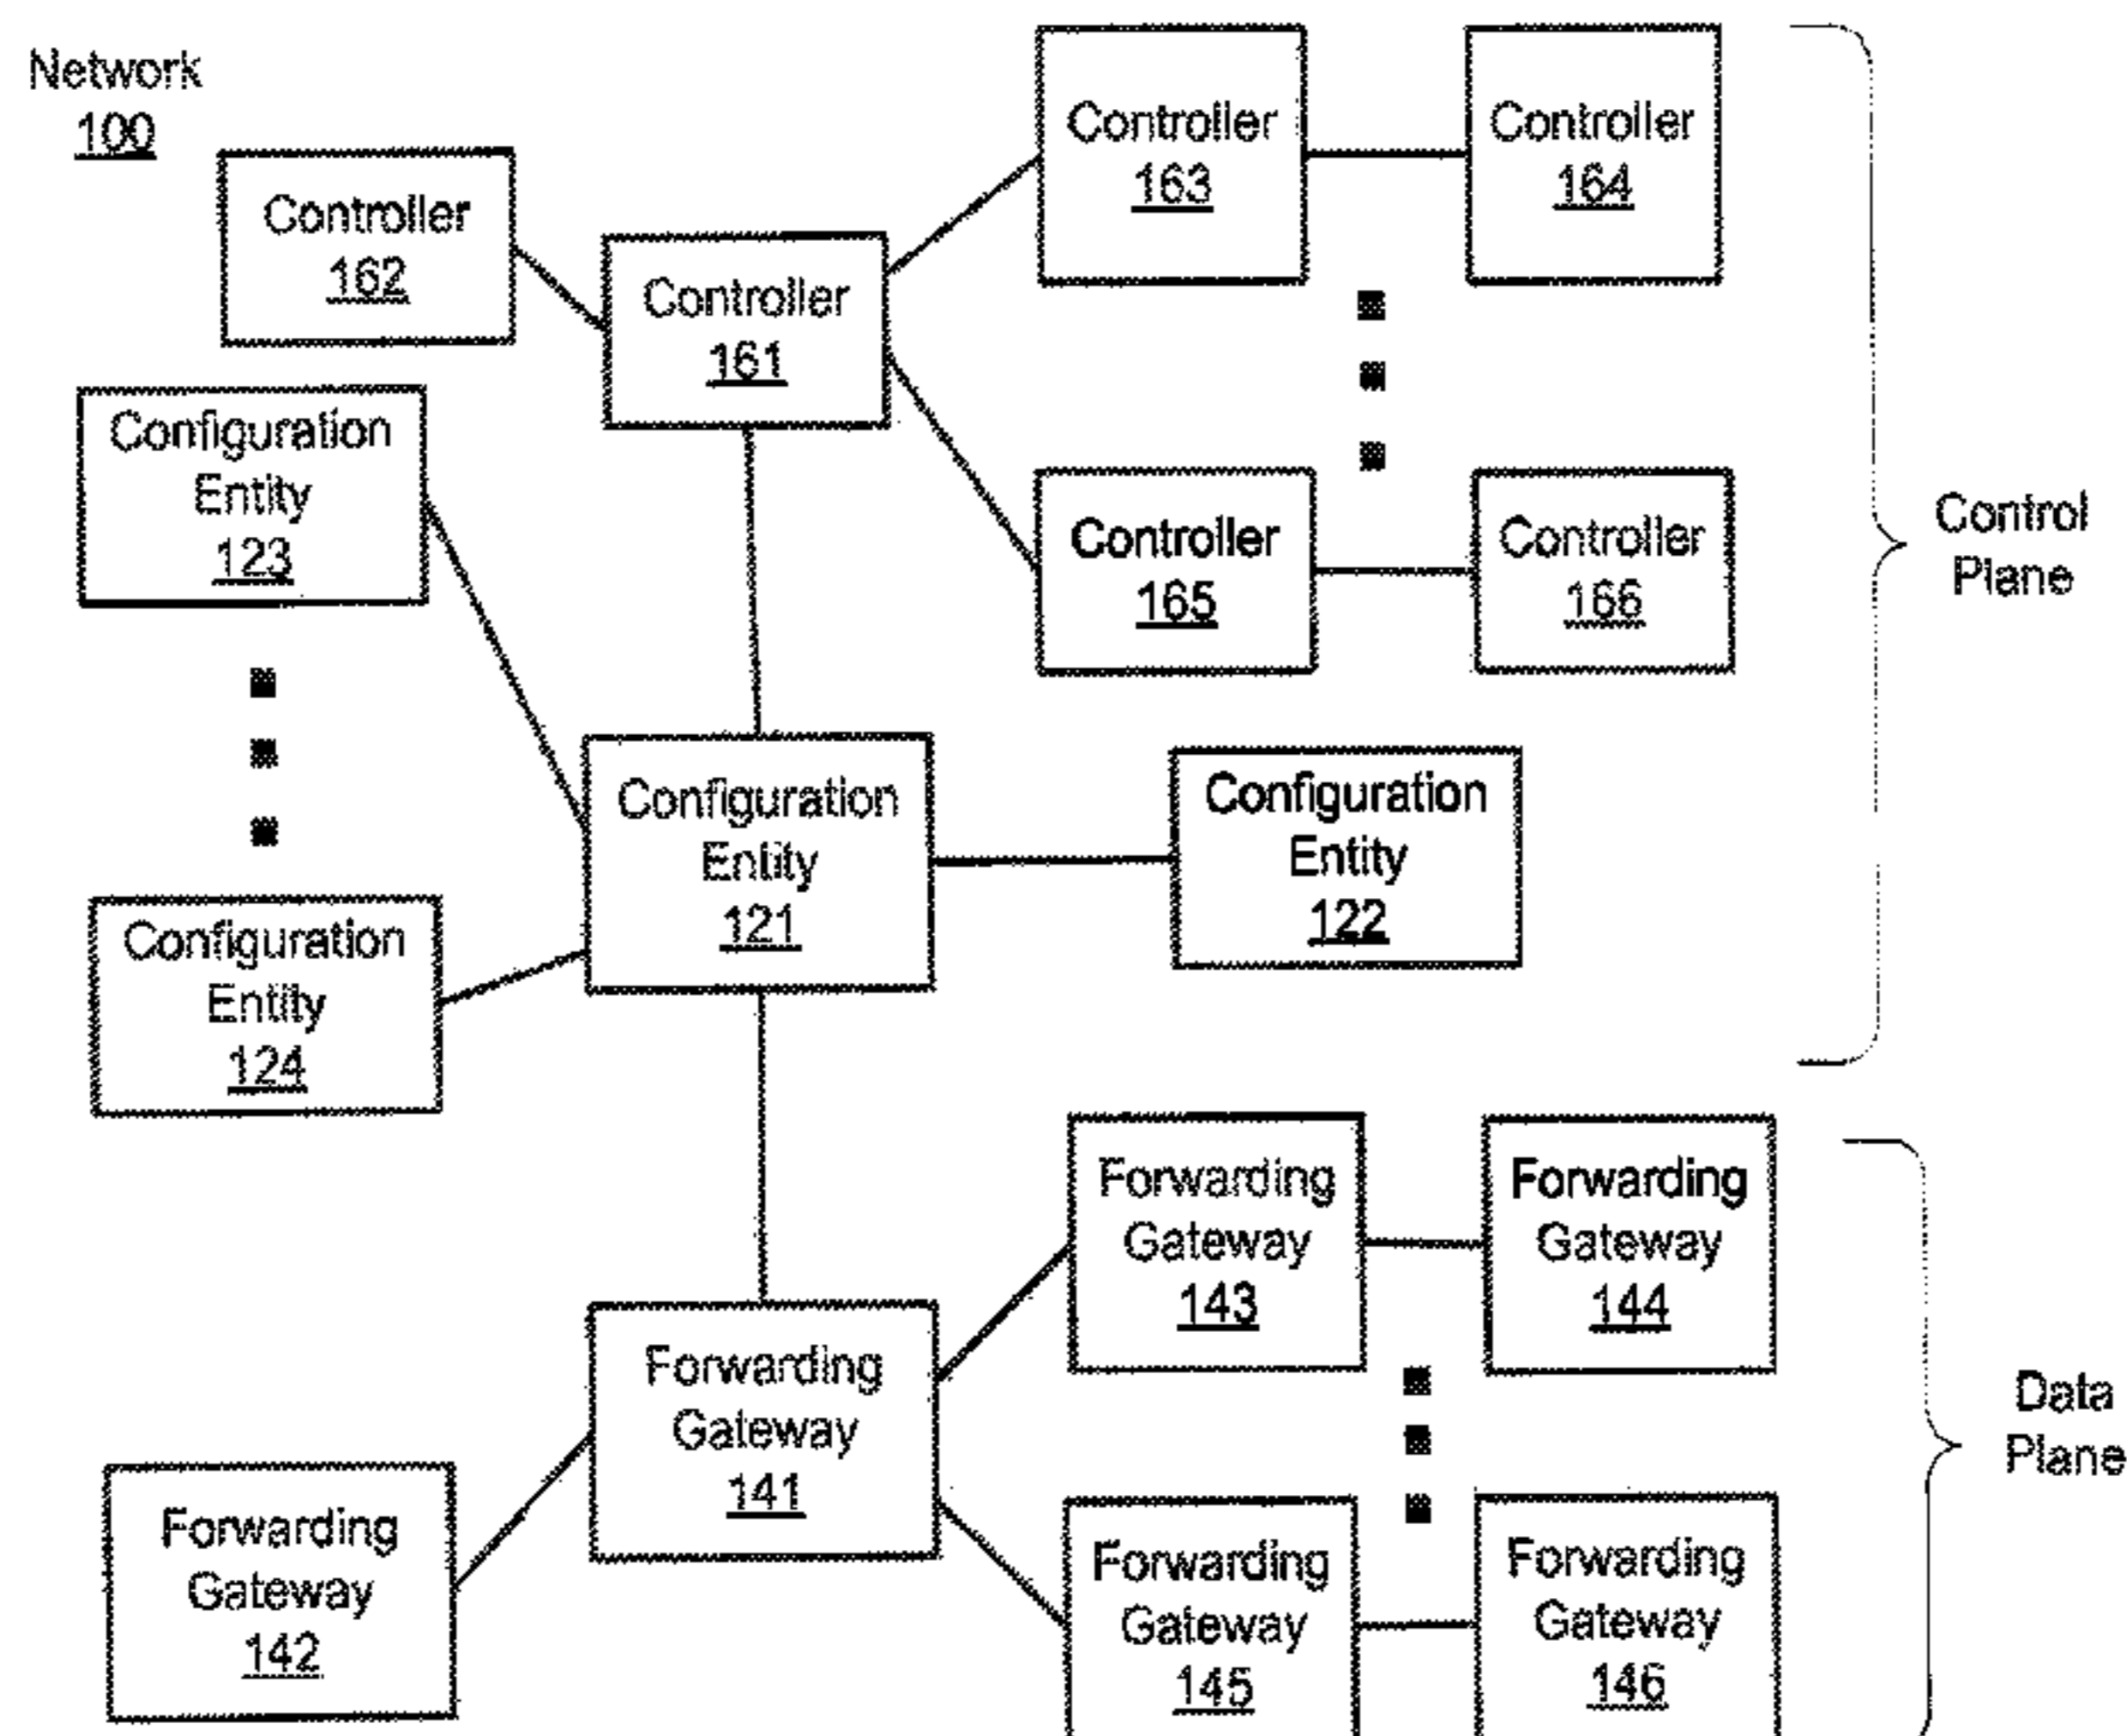 Network
100
Controller
162
Controller
161
Controller
163
Controller
164
Controller
165
Controller
166
Control
Plane
Configuration
Entity
123
Configuration
Entity
121
Configuration
Entity
122
Configuration
Entity
124
Forwarding
Gateway
143
Forwarding
Gateway
144
Forwarding
Gateway
141
Data
Plane
Forwarding
Gateway
142
Forwarding
Gateway
145
Forwarding
Gateway
146